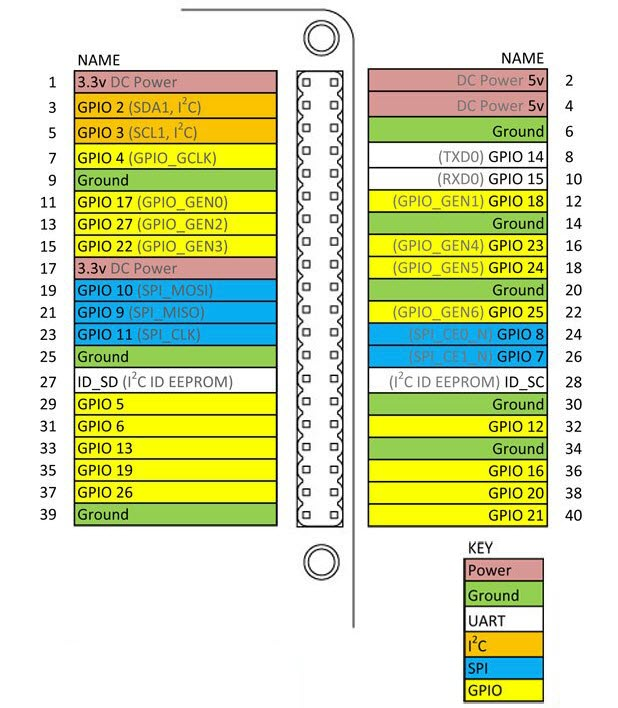 NAME NAME
1 3.3v DC Power DC Power 5v 2
3 GPIO 2 (SDA1, I²C) DC Power 5v 4
5 GPIO 3 (SCL1, I²C) Ground 6
7 GPIO 4 (GPIO_GCLK) (TXD0) GPIO 14 8
9 Ground (RXD0) GPIO 15 10
11 GPIO 17 (GPIO_GEN0) (GPIO_GEN1) GPIO 18 12
13 GPIO 27 (GPIO_GEN2) Ground 14
15 GPIO 22 (GPIO_GEN3) (GPIO_GEN4) GPIO 23 16
17 3.3v DC Power (GPIO_GEN5) GPIO 24 18
19 GPIO 10 (SPI_MOSI) Ground 20
21 GPIO 9 (SPI_MISO) (GPIO_GEN6) GPIO 25 22
23 GPIO 11 (SPI_CLK) (SPI_CE0_N) GPIO 8 24
25 Ground (SPI_CE1_N) GPIO 7 26
27 ID_SD (I²C ID EEPROM) (I²C ID EEPROM) ID_SC 28
29 GPIO 5 Ground 30
31 GPIO 6 GPIO 12 32
33 GPIO 13 Ground 34
35 GPIO 19 GPIO 16 36
37 GPIO 26 GPIO 20 38
39 Ground GPIO 21 40
KEY
Power
Ground
UART
I²C
SPI
GPIO